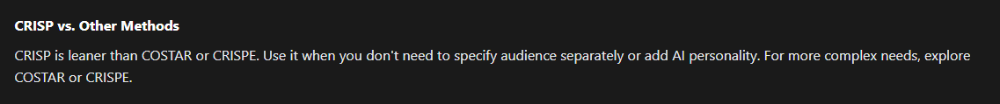 CRISP vs. Other Methods
CRISP is leaner than COSTAR or CRISPE. Use it when you don't need to specify audience separately or add AI personality. For more complex needs, explore
COSTAR or CRISPE.